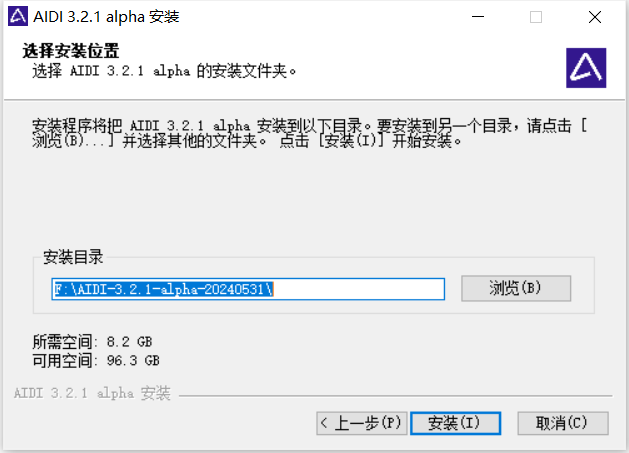 AIDI 3.2.1 alpha 安装
选择安装位置
选择 AIDI 3.2.1 alpha 的安装文件夹。
安装程序将把 AIDI 3.2.1 alpha 安装到以下目录。要安装到另一个目录，请点击 [
浏览(B)...] 并选择其他的文件夹。 点击 [安装(I)] 开始安装。
安装目录
F:\AIDI-3.2.1-alpha-20240531\
浏览(B)
所需空间: 8.2 GB
可用空间: 96.3 GB
AIDI 3.2.1 alpha 安装
< 上一步(P)
安装(I)
取消(C)